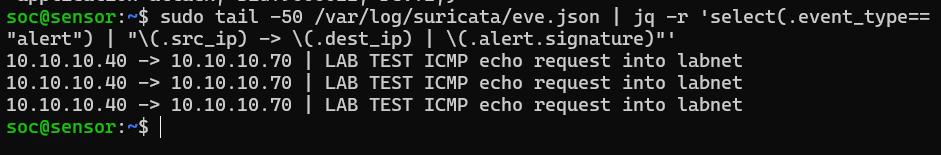 soc@sensor:~$ sudo tail -50 /var/log/suricata/eve.json | jq -r 'select(.event_type==
"alert") | "\(.src_ip) -> \(.dest_ip) | \(.alert.signature)"'
10.10.10.40 -> 10.10.10.70 | LAB TEST ICMP echo request into labnet
10.10.10.40 -> 10.10.10.70 | LAB TEST ICMP echo request into labnet
10.10.10.40 -> 10.10.10.70 | LAB TEST ICMP echo request into labnet
soc@sensor:~$